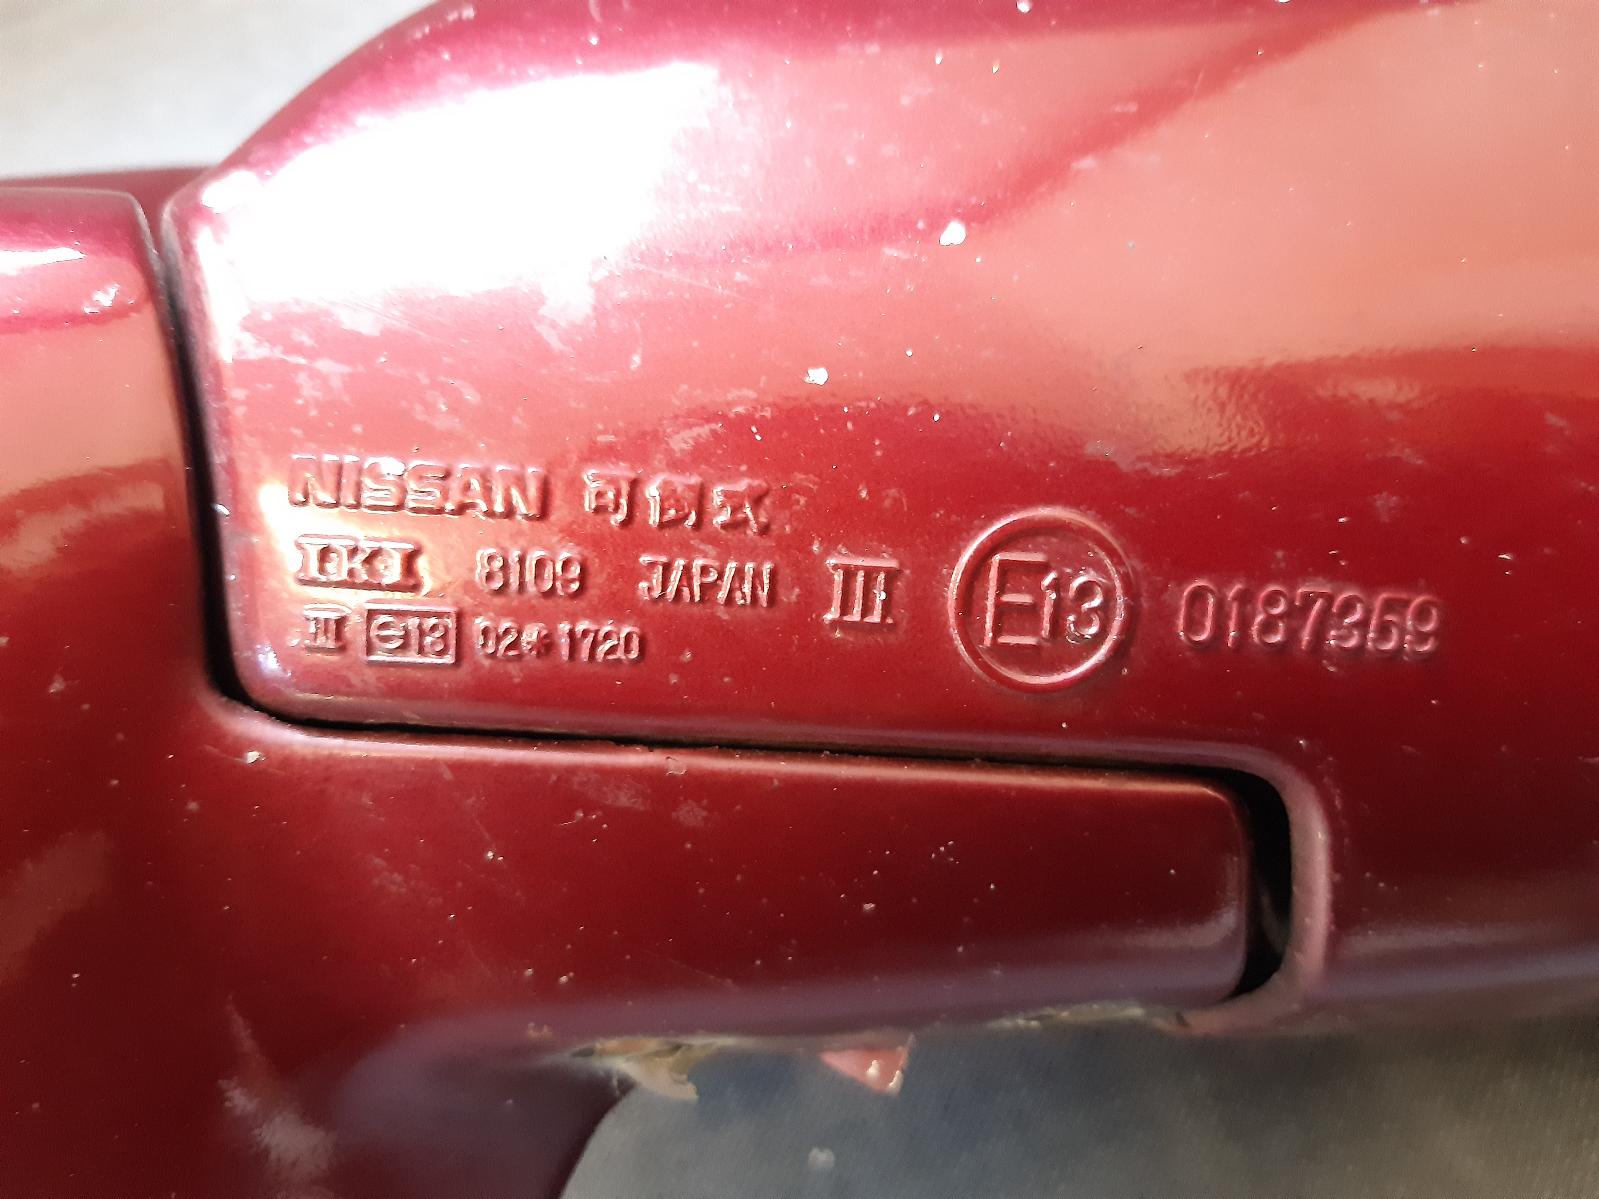 NISSAN 可倒式
IKI 8109 JAPAN III E13 0187359
II e13 02*1720